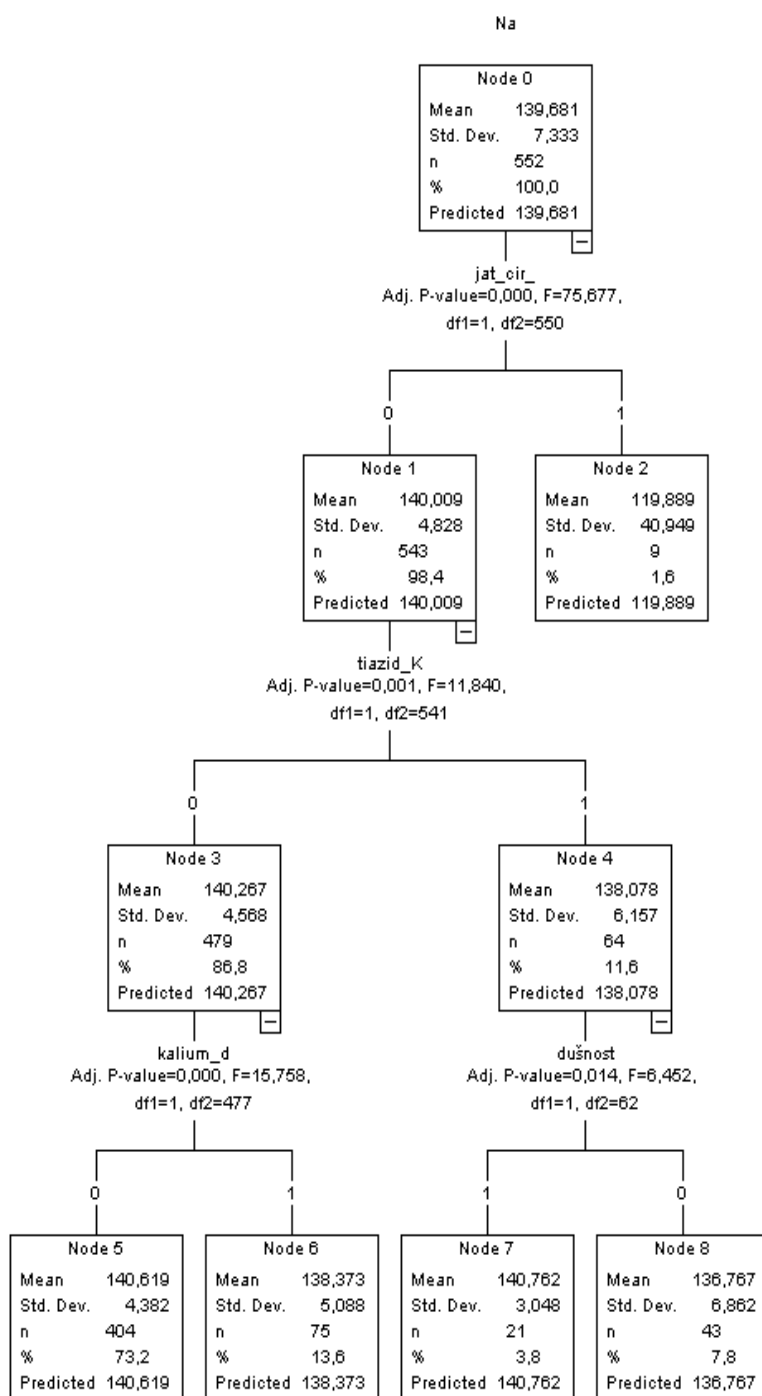 Na
Node 0
Mean 139,681
Std. Dev. 7,333
n 552
% 100,0
Predicted 139,681
jat_cir_
Adj. P-value=0,000, F=75,677,
df1=1, df2=550
0
1
Node 1
Mean 140,009
Std. Dev. 4,828
n 543
% 98,4
Predicted 140,009
Node 2
Mean 119,889
Std. Dev. 40,949
n 9
% 1,6
Predicted 119,889
tiazid_K
Adj. P-value=0,001, F=11,840,
df1=1, df2=541
0
1
Node 3
Mean 140,267
Std. Dev. 4,568
n 479
% 86,8
Predicted 140,267
Node 4
Mean 138,078
Std. Dev. 6,157
n 64
% 11,6
Predicted 138,078
kalium_d
Adj. P-value=0,000, F=15,758,
df1=1, df2=477
dušnost
Adj. P-value=0,014, F=6,452,
df1=1, df2=62
0
1
1
0
Node 5
Mean 140,619
Std. Dev. 4,382
n 404
% 73,2
Predicted 140,619
Node 6
Mean 138,373
Std. Dev. 5,088
n 75
% 13,6
Predicted 138,373
Node 7
Mean 140,762
Std. Dev. 3,048
n 21
% 3,8
Predicted 140,762
Node 8
Mean 136,767
Std. Dev. 6,862
n 43
% 7,8
Predicted 136,767